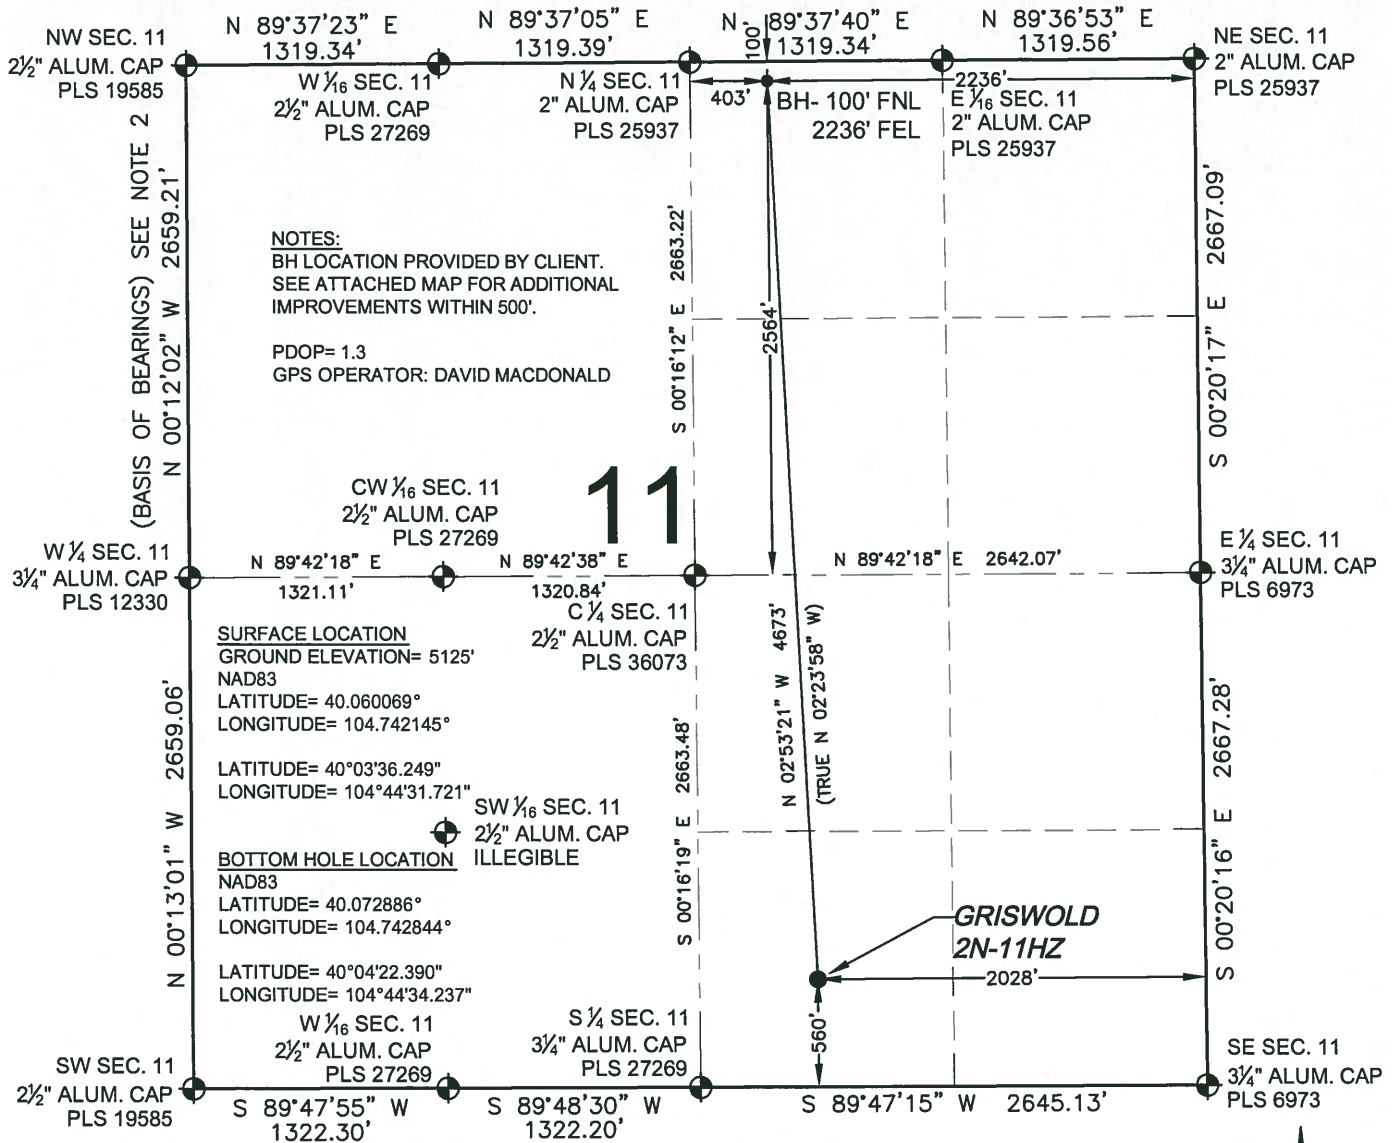 N 89°37'23" E
1319.34'
N 89°37'05" E
1319.39'
N 89°37'40" E
1319.34'
N 89°36'53" E
1319.56'
100'
NW SEC. 11
2½" ALUM. CAP
PLS 19585
W 1/16 SEC. 11
2½" ALUM. CAP
PLS 27269
N ¼ SEC. 11
2" ALUM. CAP
PLS 25937
403'
2236'
BH- 100' FNL
2236' FEL
E 1/16 SEC. 11
2" ALUM. CAP
PLS 25937
NE SEC. 11
2" ALUM. CAP
PLS 25937
(BASIS OF BEARINGS) SEE NOTE 2
N 00°12'02" W 2659.21'
NOTES:
BH LOCATION PROVIDED BY CLIENT.
SEE ATTACHED MAP FOR ADDITIONAL
IMPROVEMENTS WITHIN 500'.
PDOP= 1.3
GPS OPERATOR: DAVID MACDONALD
S 00°16'12" E 2663.22'
2564'
S 00°20'17" E 2667.09'
11
CW 1/16 SEC. 11
2½" ALUM. CAP
PLS 27269
W ¼ SEC. 11
3¼" ALUM. CAP
PLS 12330
N 89°42'18" E
1321.11'
N 89°42'38" E
1320.84'
N 89°42'18" E 2642.07'
E ¼ SEC. 11
3¼" ALUM. CAP
PLS 6973
C ¼ SEC. 11
2½" ALUM. CAP
PLS 36073
SURFACE LOCATION
GROUND ELEVATION= 5125'
NAD83
LATITUDE= 40.060069°
LONGITUDE= 104.742145°
LATITUDE= 40°03'36.249"
LONGITUDE= 104°44'31.721"
N 00°13'01" W 2659.06'
S 00°16'19" E 2663.48'
N 02°53'21" W 4673'
(TRUE N 02°23'58" W)
S 00°20'16" E 2667.28'
SW 1/16 SEC. 11
2½" ALUM. CAP
ILLEGIBLE
BOTTOM HOLE LOCATION
NAD83
LATITUDE= 40.072886°
LONGITUDE= 104.742844°
LATITUDE= 40°04'22.390"
LONGITUDE= 104°44'34.237"
GRISWOLD
2N-11HZ
2028'
560'
W 1/16 SEC. 11
2½" ALUM. CAP
PLS 27269
S ¼ SEC. 11
3¼" ALUM. CAP
PLS 27269
SW SEC. 11
2½" ALUM. CAP
PLS 19585
SE SEC. 11
3¼" ALUM. CAP
PLS 6973
S 89°47'55" W
1322.30'
S 89°48'30" W
1322.20'
S 89°47'15" W 2645.13'